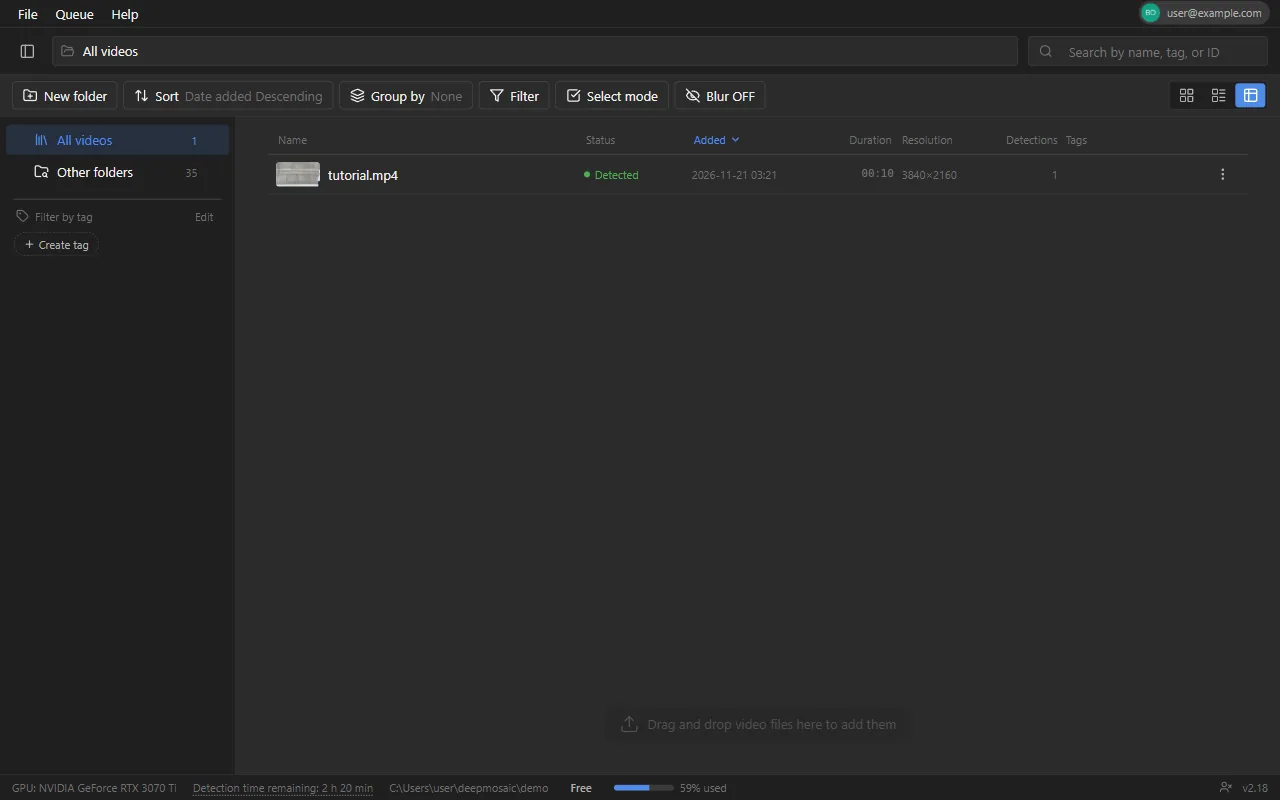 File Queue Help
BO user@example.com
All videos
Search by name, tag, or ID
New folder
Sort Date added Descending
Group by None
Filter
Select mode
Blur OFF
All videos 1
Other folders 35
Filter by tag Edit
+ Create tag
Name Status Added Duration Resolution Detections Tags
tutorial.mp4 Detected 2026-11-21 03:21 00:10 3840×2160 1
Drag and drop video files here to add them
GPU: NVIDIA GeForce RTX 3070 Ti Detection time remaining: 2 h 20 min C:\Users\user\deepmosaic\demo Free 59% used v2.18